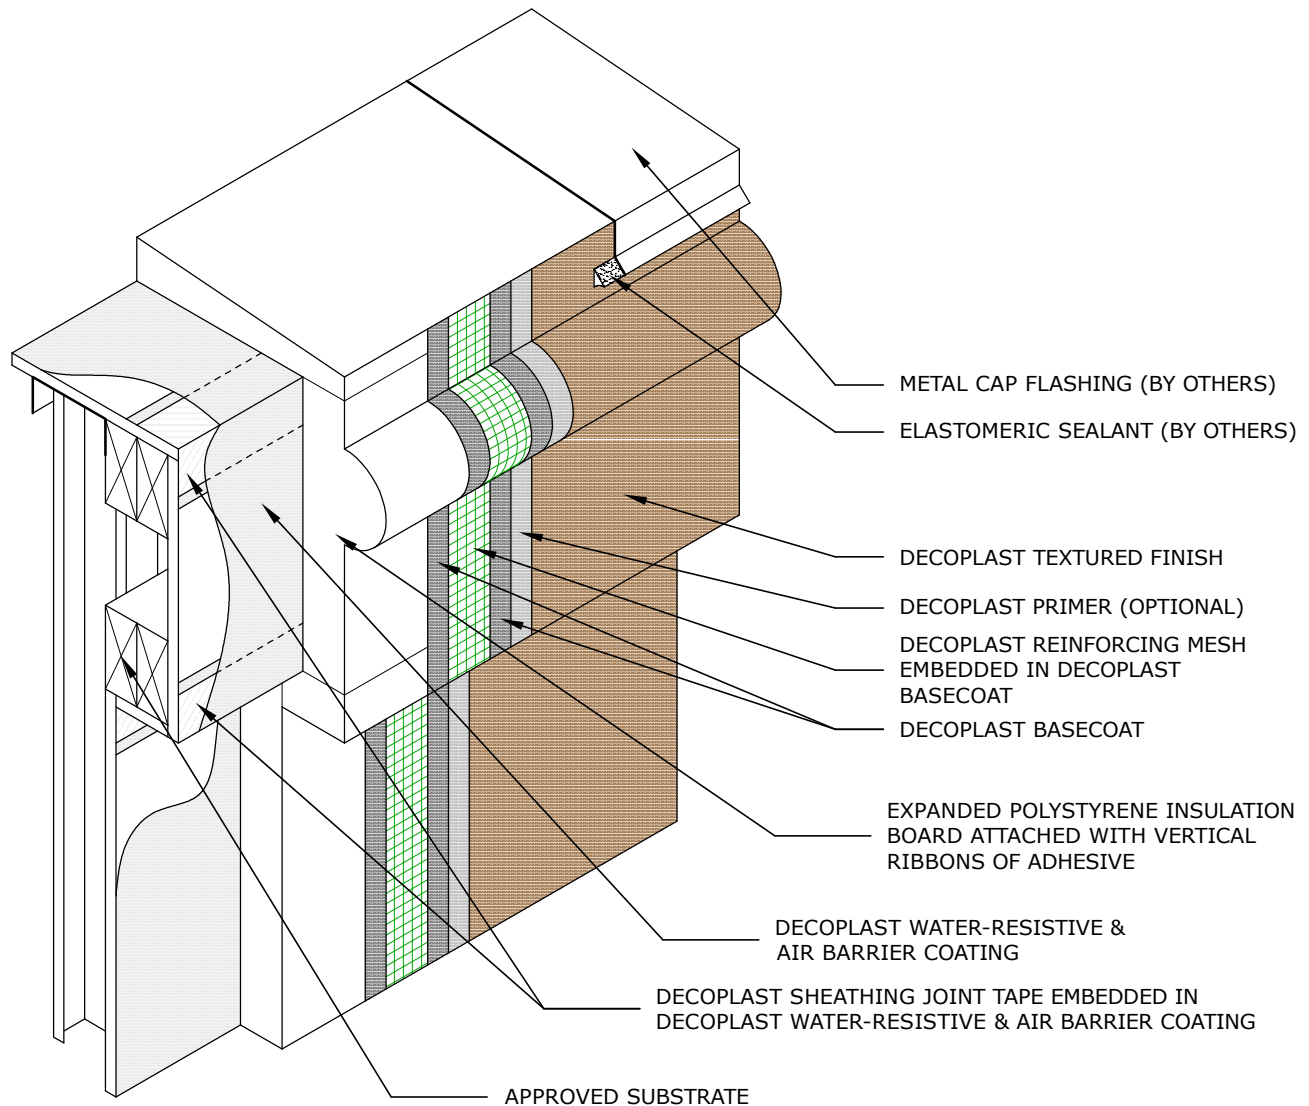 METAL CAP FLASHING (BY OTHERS)
ELASTOMERIC SEALANT (BY OTHERS)
DECOPLAST TEXTURED FINISH
DECOPLAST PRIMER (OPTIONAL)
DECOPLAST REINFORCING MESH
EMBEDDED IN DECOPLAST
BASECOAT
DECOPLAST BASECOAT
EXPANDED POLYSTYRENE INSULATION
BOARD ATTACHED WITH VERTICAL
RIBBONS OF ADHESIVE
DECOPLAST WATER-RESISTIVE &
AIR BARRIER COATING
DECOPLAST SHEATHING JOINT TAPE EMBEDDED IN
DECOPLAST WATER-RESISTIVE & AIR BARRIER COATING
APPROVED SUBSTRATE